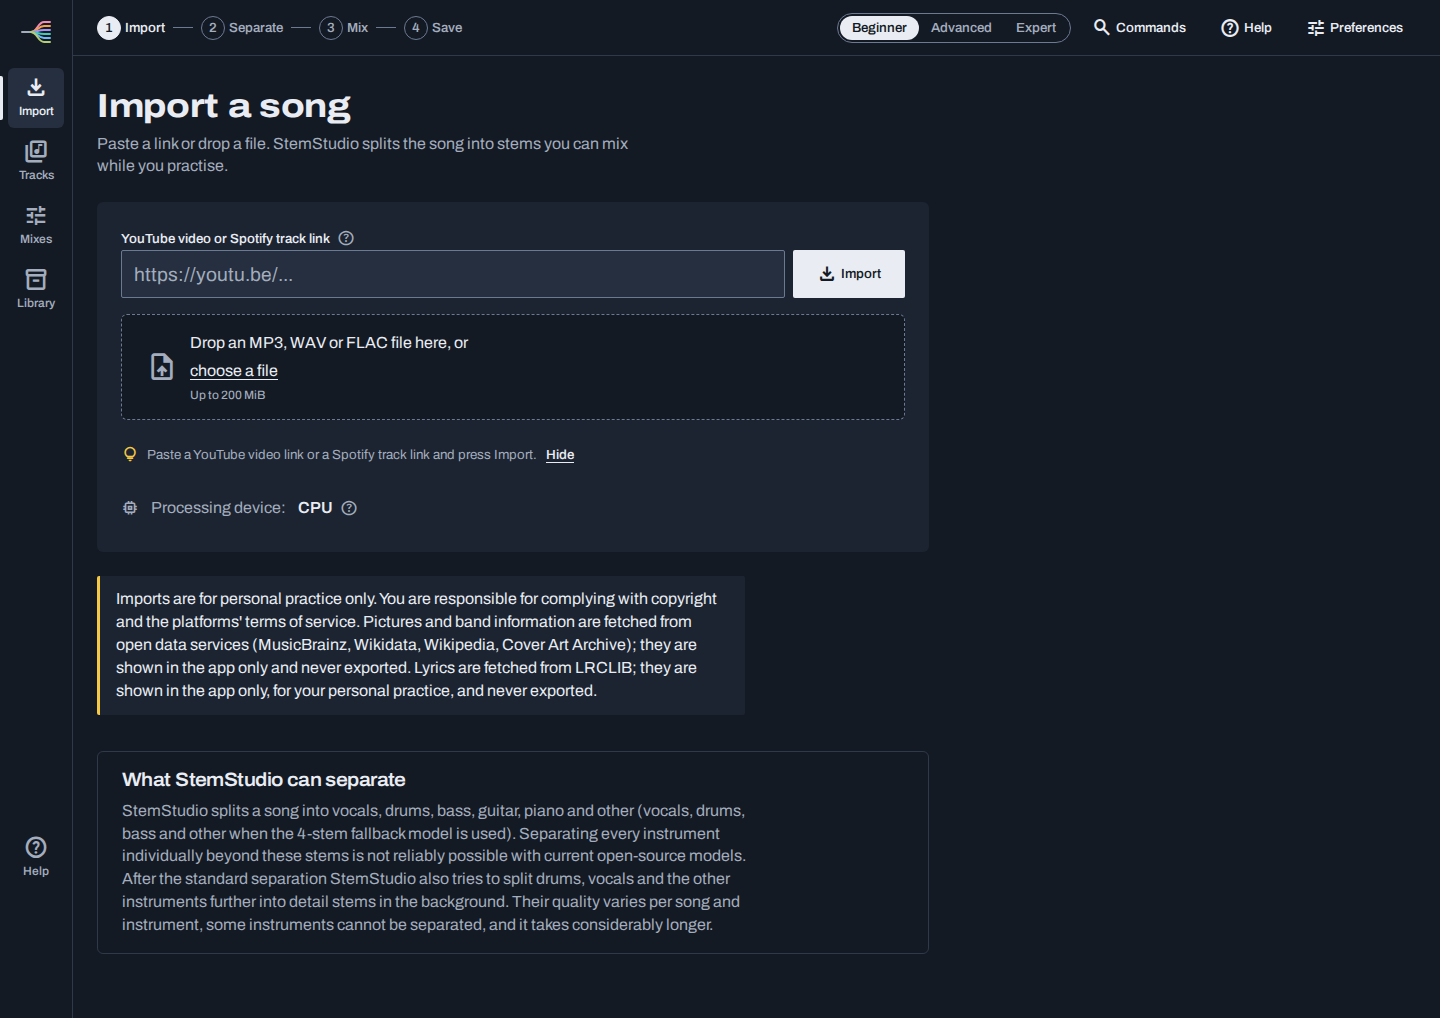 1 Import 2 Separate 3 Mix 4 Save
Beginner Advanced Expert Commands Help Preferences
Import
Tracks
Mixes
Library
Help
Import a song
Paste a link or drop a file. StemStudio splits the song into stems you can mix
while you practise.
YouTube video or Spotify track link ?
https://youtu.be/...
Import
Drop an MP3, WAV or FLAC file here, or
choose a file
Up to 200 MiB
Paste a YouTube video link or a Spotify track link and press Import. Hide
Processing device: CPU ?
Imports are for personal practice only. You are responsible for complying with copyright
and the platforms' terms of service. Pictures and band information are fetched from
open data services (MusicBrainz, Wikidata, Wikipedia, Cover Art Archive); they are
shown in the app only and never exported. Lyrics are fetched from LRCLIB; they are
shown in the app only, for your personal practice, and never exported.
What StemStudio can separate
StemStudio splits a song into vocals, drums, bass, guitar, piano and other (vocals, drums,
bass and other when the 4-stem fallback model is used). Separating every instrument
individually beyond these stems is not reliably possible with current open-source models.
After the standard separation StemStudio also tries to split drums, vocals and the other
instruments further into detail stems in the background. Their quality varies per song and
instrument, some instruments cannot be separated, and it takes considerably longer.